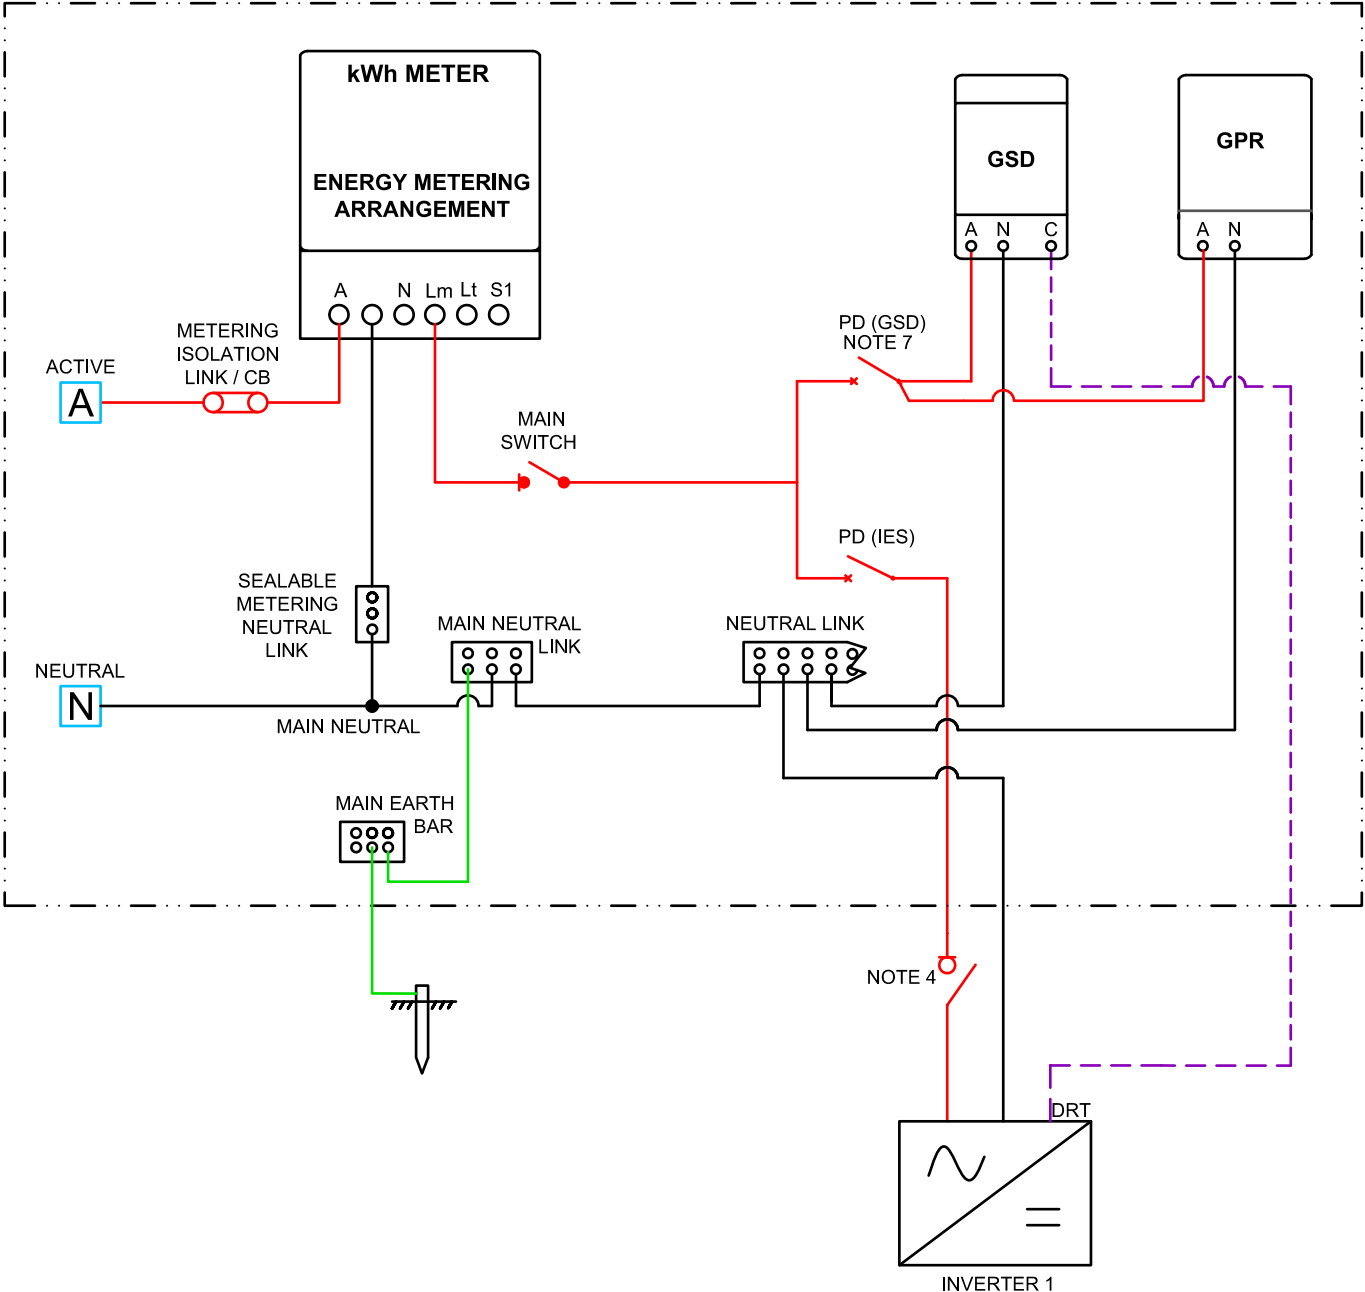 kWh METER
ENERGY METERING
ARRANGEMENT
A
N
Lm
Lt
S1
GSD
A
N
C
GPR
A
N
METERING
ISOLATION
LINK / CB
ACTIVE
A
PD (GSD)
NOTE 7
MAIN
SWITCH
PD (IES)
SEALABLE
METERING
NEUTRAL
LINK
MAIN NEUTRAL
LINK
NEUTRAL LINK
NEUTRAL
N
MAIN NEUTRAL
MAIN EARTH
BAR
NOTE 4
DRT
INVERTER 1